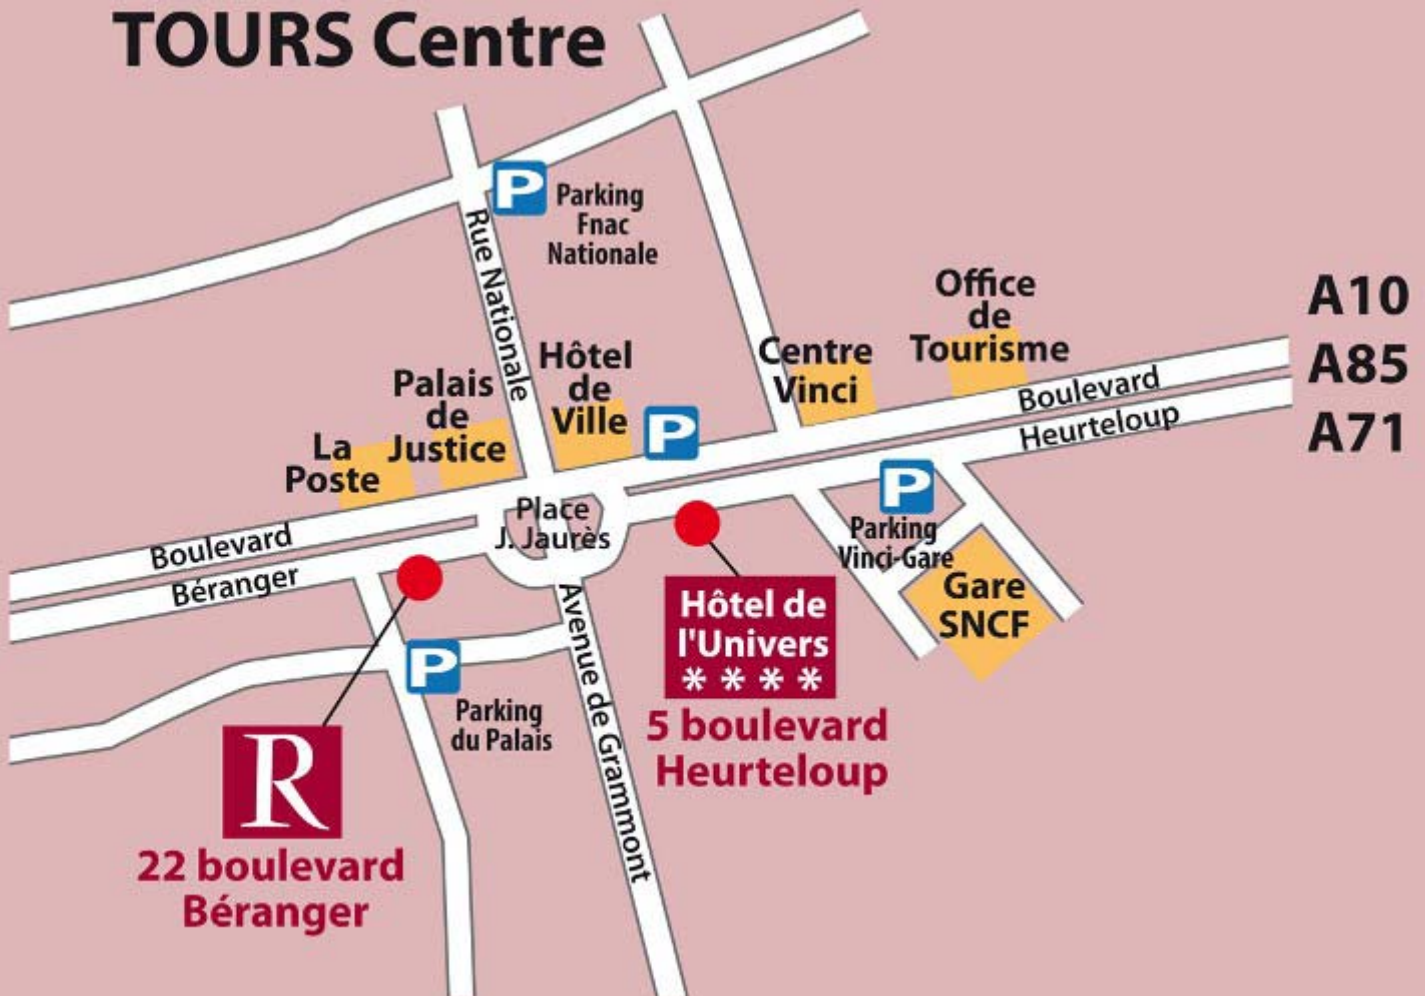 TOURS Centre
P
Parking
Fnac
Nationale
Rue Nationale
Office
de
Tourisme
A10
A85
A71
Centre
Vinci
Hôtel
de
Ville
P
Palais
de
Justice
La
Poste
Boulevard
Heurteloup
P
Parking
Vinci-Gare
Gare
SNCF
Place
J. Jaurès
Boulevard
Béranger
Hôtel de
l'Univers
* * * *
5 boulevard
Heurteloup
Avenue de Grammont
P
Parking
du Palais
R
22 boulevard
Béranger